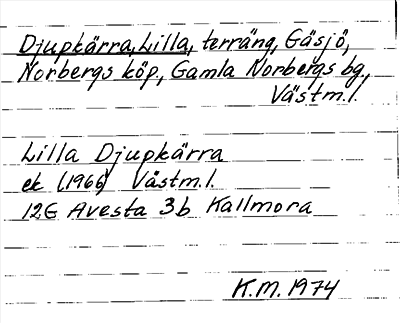 Djupkärra, Lilla, terräng, Gäsjö,
Norbergs köp., Gamla Norbergs bg.,
Västm.l.
Lilla Djupkärra
ek (1966) Västm.l.
12G Avesta 3b Kallmora
K.M. 1974